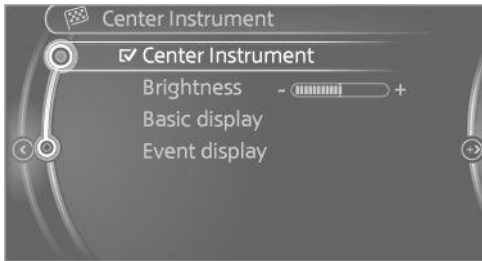 Center Instrument
Center Instrument
Brightness - +
Basic display
Event display